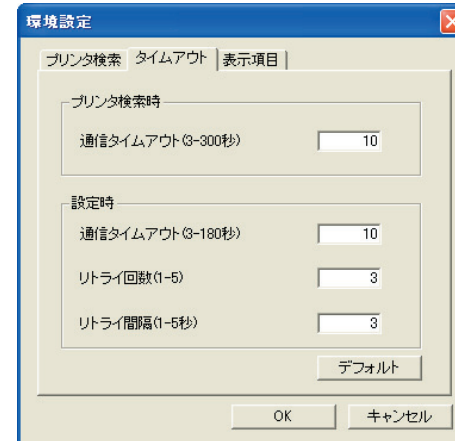 環境設定
プリンタ検索 タイムアウト 表示項目
プリンタ検索時
通信タイムアウト(3-300秒) 10
設定時
通信タイムアウト(3-180秒) 10
リトライ回数(1-5) 3
リトライ間隔(1-5秒) 3
デフォルト
OK キャンセル